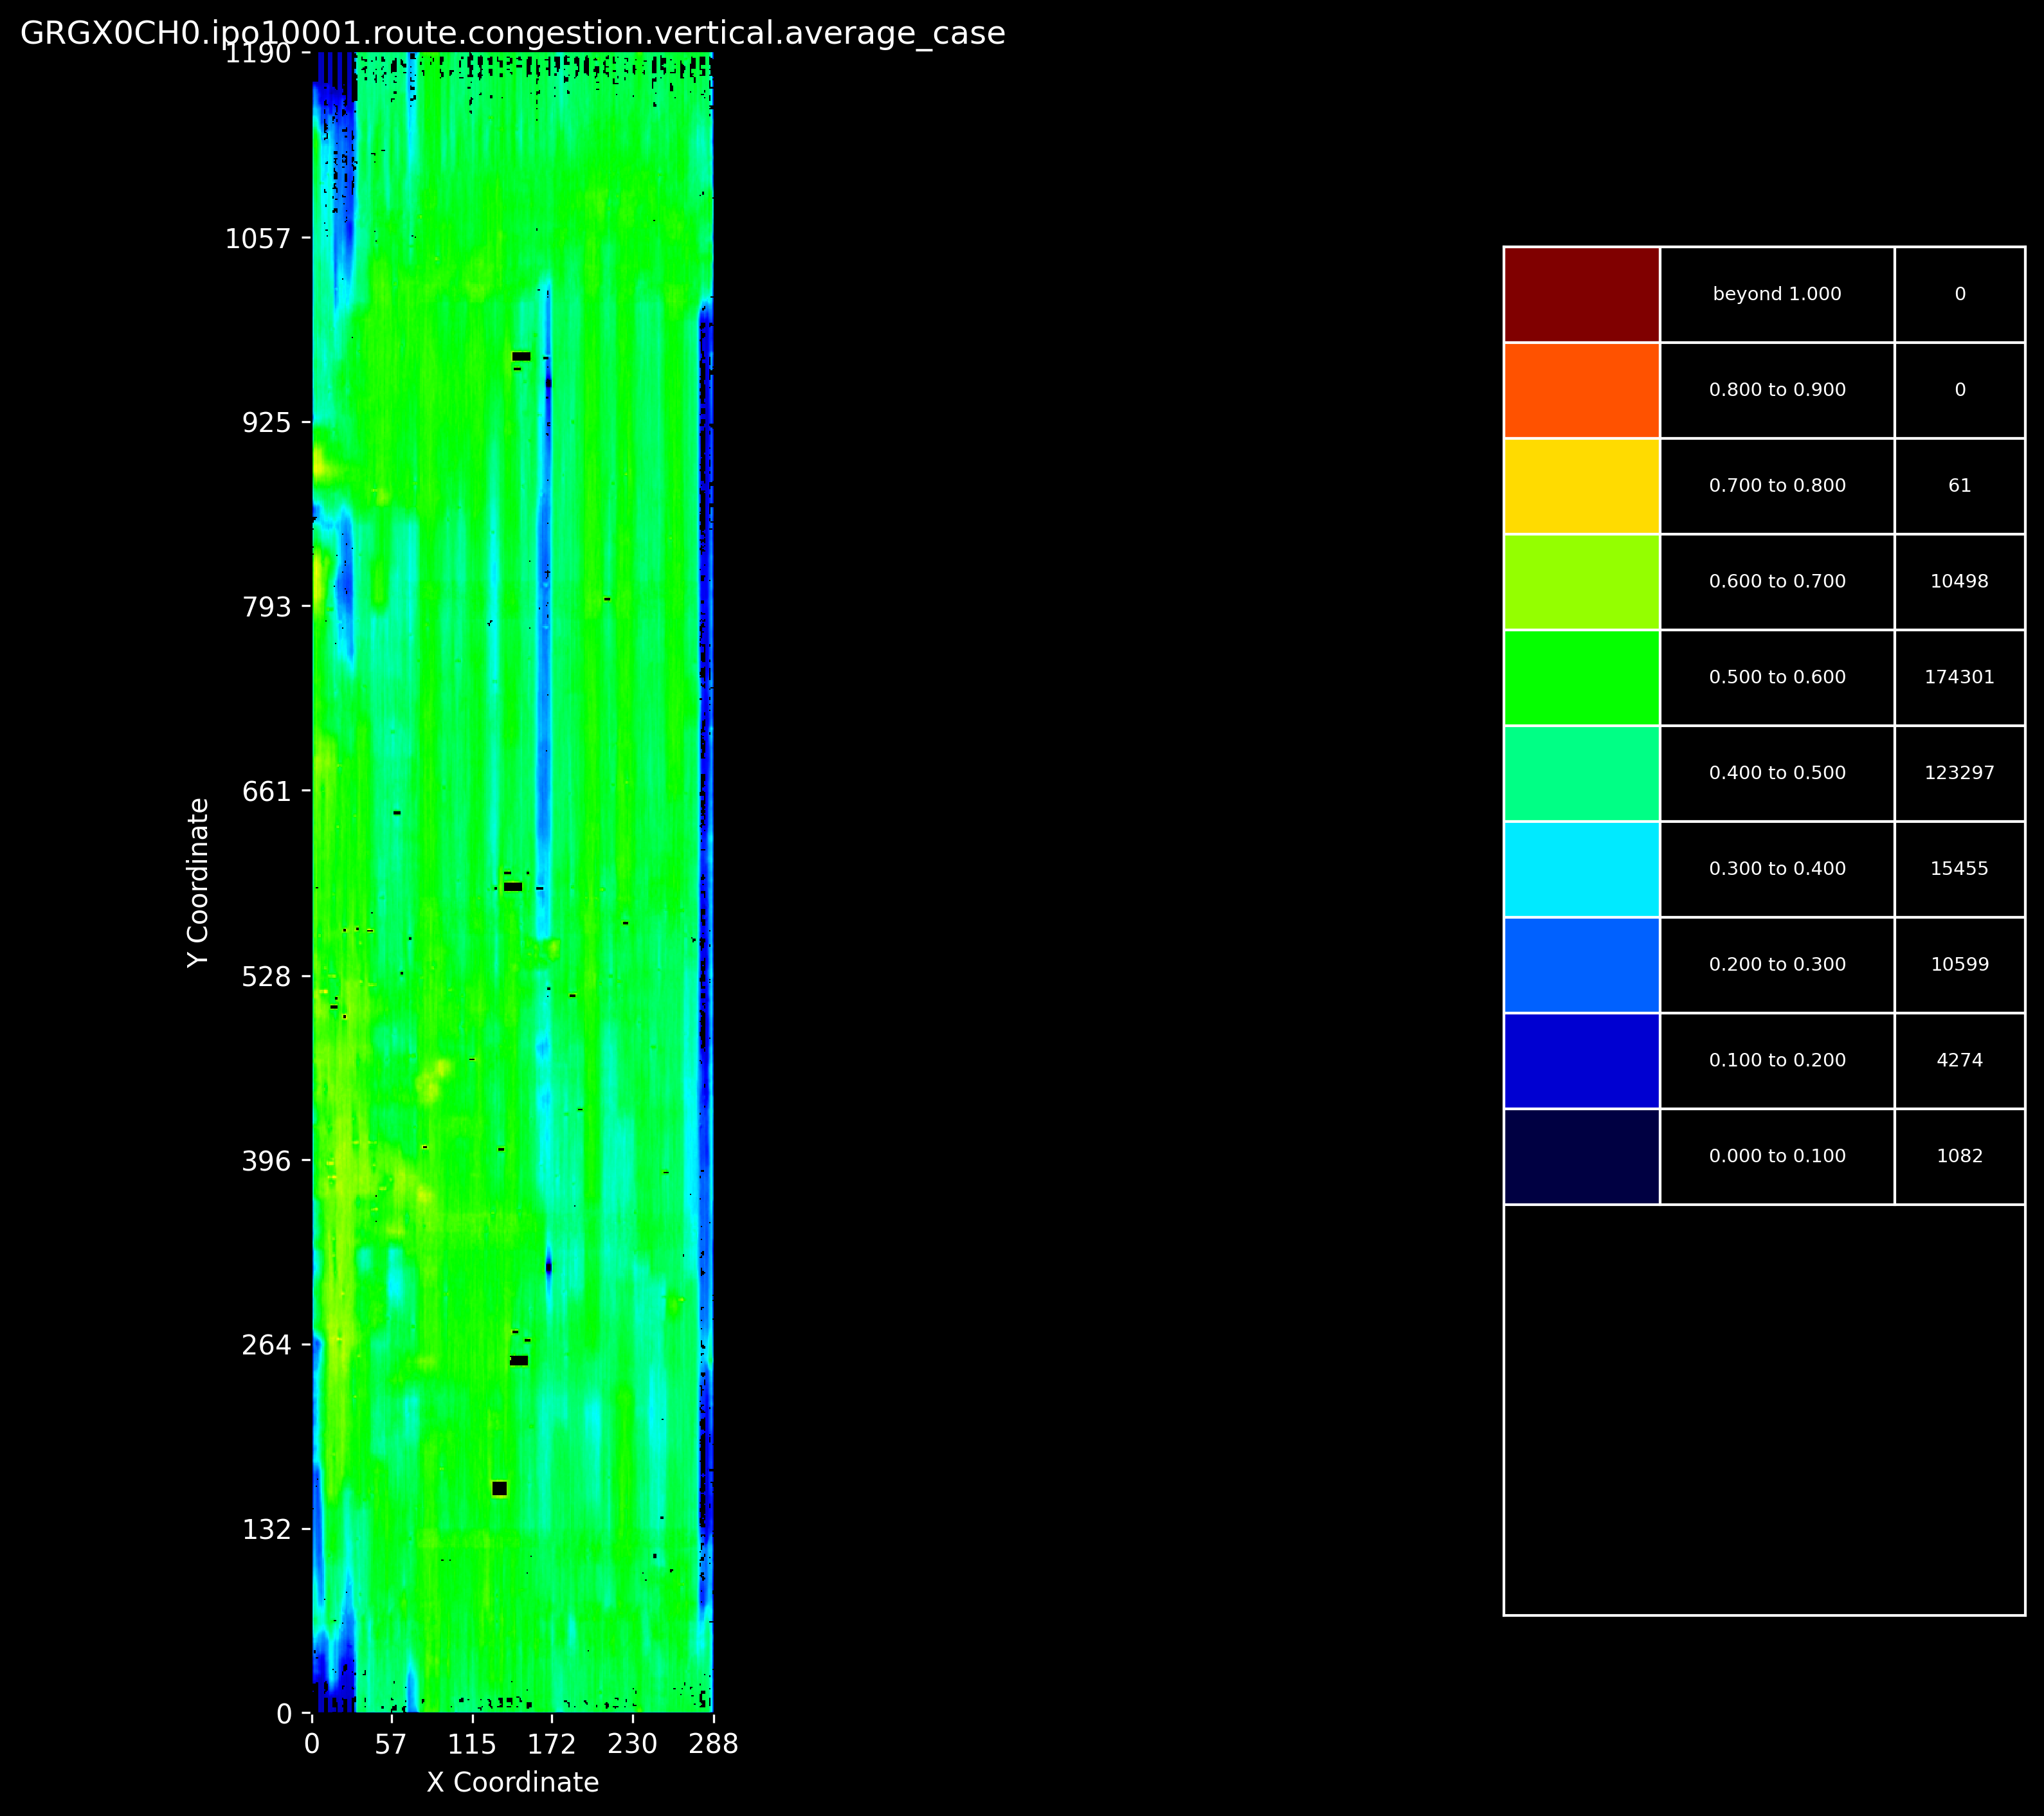 GRGX0CH0.ipo10001.route.congestion.vertical.average_case
1190
1057
925
793
661
528
396
264
132
0
Y Coordinate
0 57 115 172 230 288
X Coordinate
beyond 1.000 0
0.800 to 0.900 0
0.700 to 0.800 61
0.600 to 0.700 10498
0.500 to 0.600 174301
0.400 to 0.500 123297
0.300 to 0.400 15455
0.200 to 0.300 10599
0.100 to 0.200 4274
0.000 to 0.100 1082